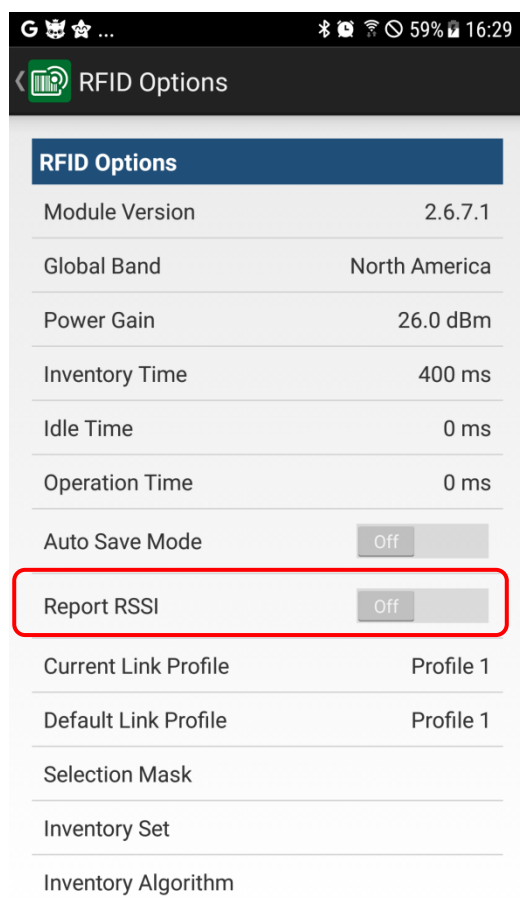 G ... 59% 16:29
RFID Options
RFID Options
Module Version 2.6.7.1
Global Band North America
Power Gain 26.0 dBm
Inventory Time 400 ms
Idle Time 0 ms
Operation Time 0 ms
Auto Save Mode Off
Report RSSI Off
Current Link Profile Profile 1
Default Link Profile Profile 1
Selection Mask
Inventory Set
Inventory Algorithm